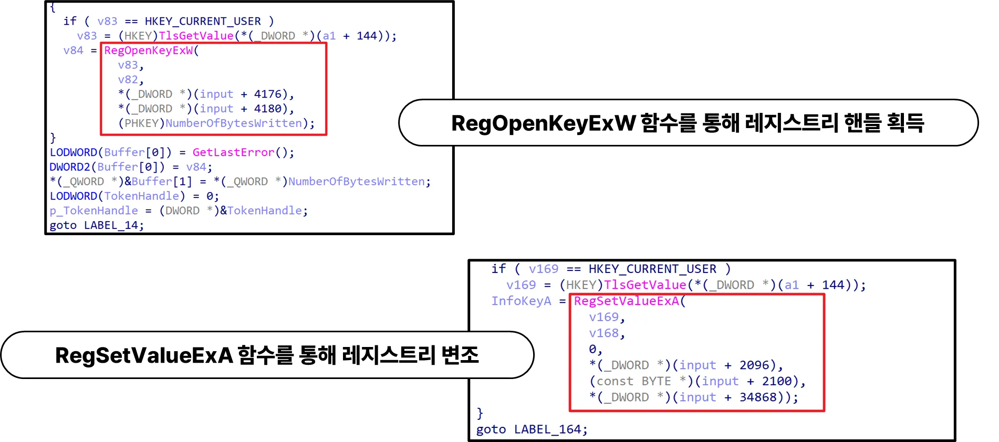 {
if ( v83 == HKEY_CURRENT_USER )
v83 = (HKEY)TlsGetValue(*(_DWORD *)(a1 + 144));
v84 = RegOpenKeyExW(
v83,
v82,
*(_DWORD *)(input + 4176),
*(_DWORD *)(input + 4180),
(PHKEY)NumberOfBytesWritten);
}
LODWORD(Buffer[0]) = GetLastError();
DWORD2(Buffer[0]) = v84;
*(_QWORD *)&Buffer[1] = *(_QWORD *)NumberOfBytesWritten;
LODWORD(TokenHandle) = 0;
p_TokenHandle = (DWORD *)&TokenHandle;
goto LABEL_14;
RegOpenKeyExW 함수를 통해 레지스트리 핸들 획득
if ( v169 == HKEY_CURRENT_USER )
v169 = (HKEY)TlsGetValue(*(_DWORD *)(a1 + 144));
InfoKeyA = RegSetValueExA(
v169,
v168,
0,
*(_DWORD *)(input + 2096),
(const BYTE *)(input + 2100),
*(_DWORD *)(input + 34868));
}
goto LABEL_164;
RegSetValueExA 함수를 통해 레지스트리 변조